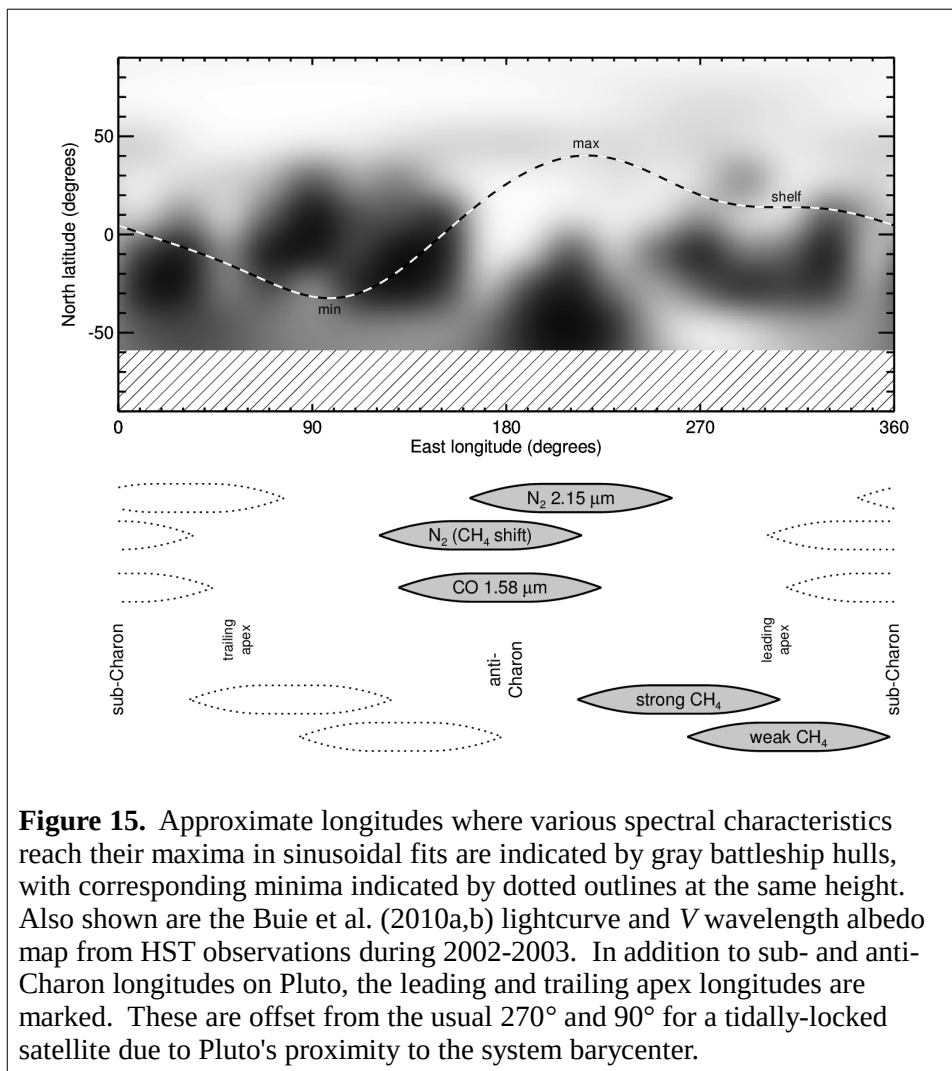 max
shelf
min
North latitude (degrees)
50
0
-50
0 90 180 270 360
East longitude (degrees)
N₂ 2.15 μm
N₂ (CH₄ shift)
CO 1.58 μm
sub-Charon
trailing
apex
anti-
Charon
leading
apex
sub-Charon
strong CH₄
weak CH₄
Figure 15. Approximate longitudes where various spectral characteristics
reach their maxima in sinusoidal fits are indicated by gray battleship hulls,
with corresponding minima indicated by dotted outlines at the same height.
Also shown are the Buie et al. (2010a,b) lightcurve and V wavelength albedo
map from HST observations during 2002-2003. In addition to sub- and anti-
Charon longitudes on Pluto, the leading and trailing apex longitudes are
marked. These are offset from the usual 270° and 90° for a tidally-locked
satellite due to Pluto's proximity to the system barycenter.